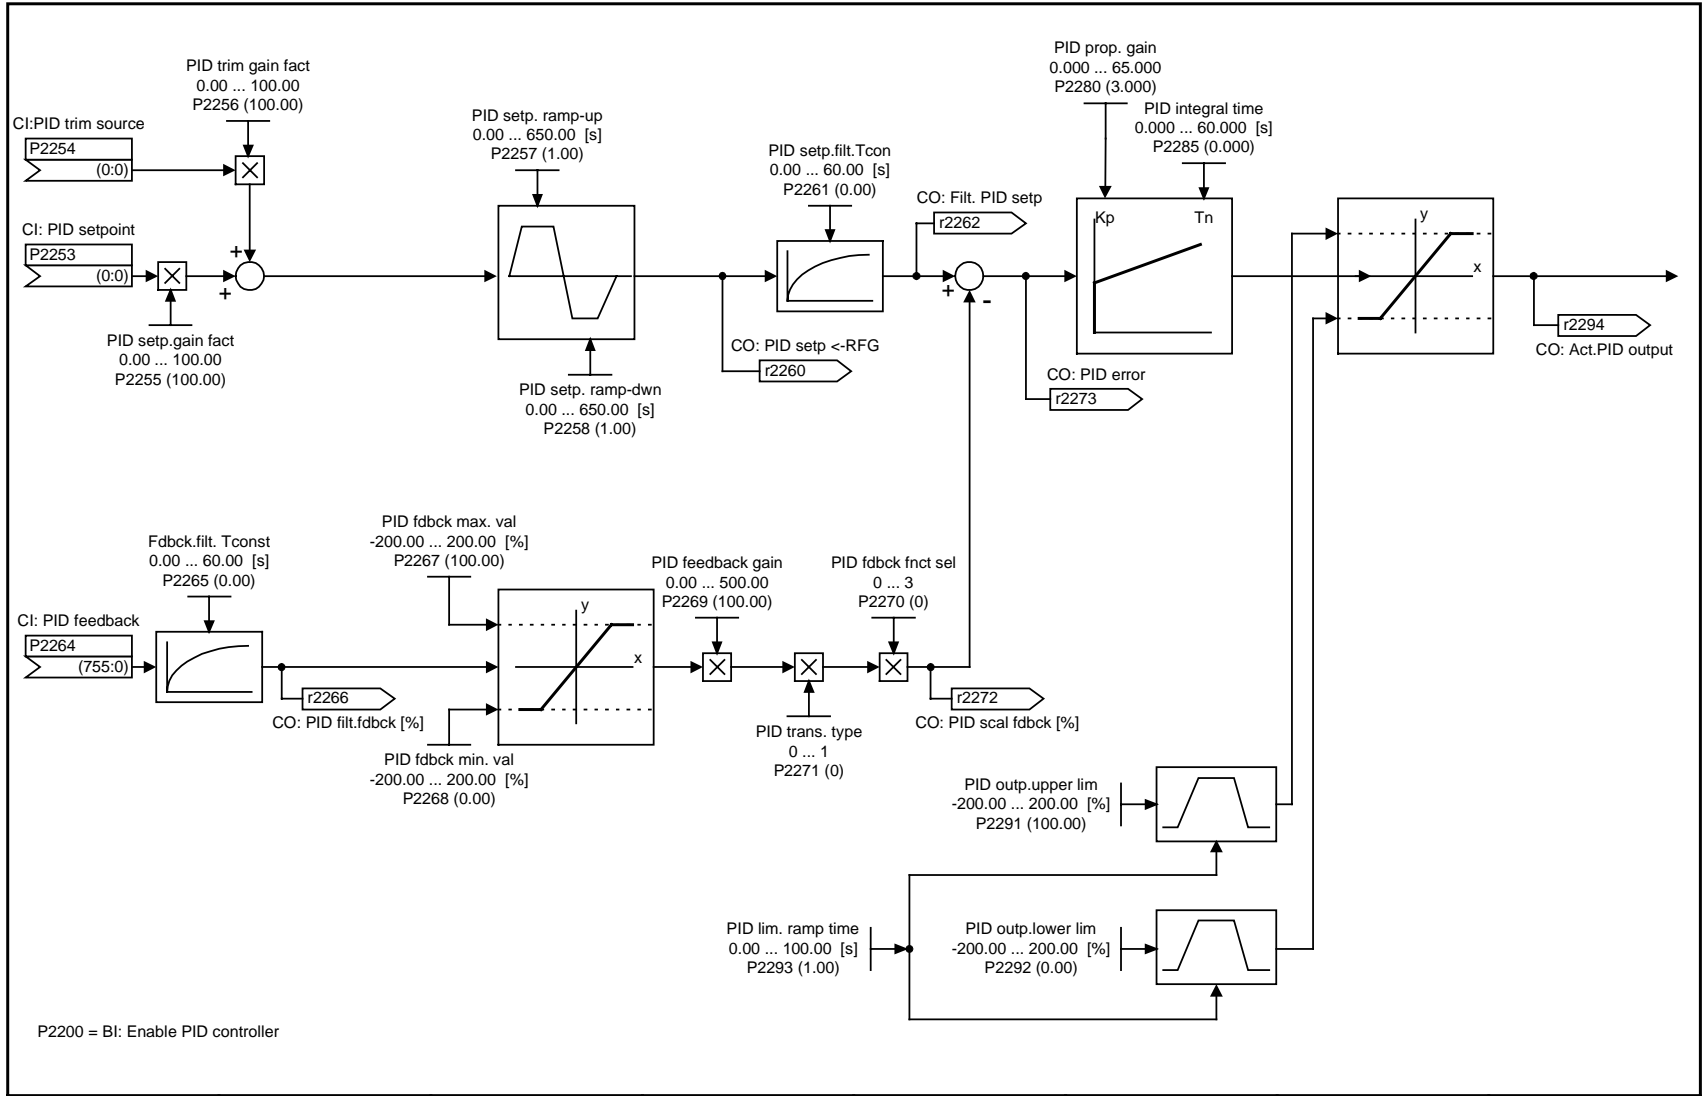 PID trim gain fact
0.00 ... 100.00
P2256 (100.00)
CI:PID trim source
P2254
(0:0)
CI: PID setpoint
P2253
(0:0)
+
+
PID setp.gain fact
0.00 ... 100.00
P2255 (100.00)
PID setp. ramp-up
0.00 ... 650.00 [s]
P2257 (1.00)
PID setp. ramp-dwn
0.00 ... 650.00 [s]
P2258 (1.00)
PID setp.filt.Tcon
0.00 ... 60.00 [s]
P2261 (0.00)
CO: PID setp <-RFG
r2260
CO: Filt. PID setp
r2262
+
-
PID prop. gain
0.000 ... 65.000
P2280 (3.000)
PID integral time
0.000 ... 60.000 [s]
P2285 (0.000)
Kp
Tn
CO: PID error
r2273
y
x
r2294
CO: Act.PID output
Fdbck.filt. Tconst
0.00 ... 60.00 [s]
P2265 (0.00)
CI: PID feedback
P2264
(755:0)
r2266
CO: PID filt.fdbck [%]
PID fdbck max. val
-200.00 ... 200.00 [%]
P2267 (100.00)
y
x
PID fdbck min. val
-200.00 ... 200.00 [%]
P2268 (0.00)
PID feedback gain
0.00 ... 500.00
P2269 (100.00)
PID trans. type
0 ... 1
P2271 (0)
PID fdbck fnct sel
0 ... 3
P2270 (0)
r2272
CO: PID scal fdbck [%]
PID outp.upper lim
-200.00 ... 200.00 [%]
P2291 (100.00)
PID lim. ramp time
0.00 ... 100.00 [s]
P2293 (1.00)
PID outp.lower lim
-200.00 ... 200.00 [%]
P2292 (0.00)
P2200 = BI: Enable PID controller